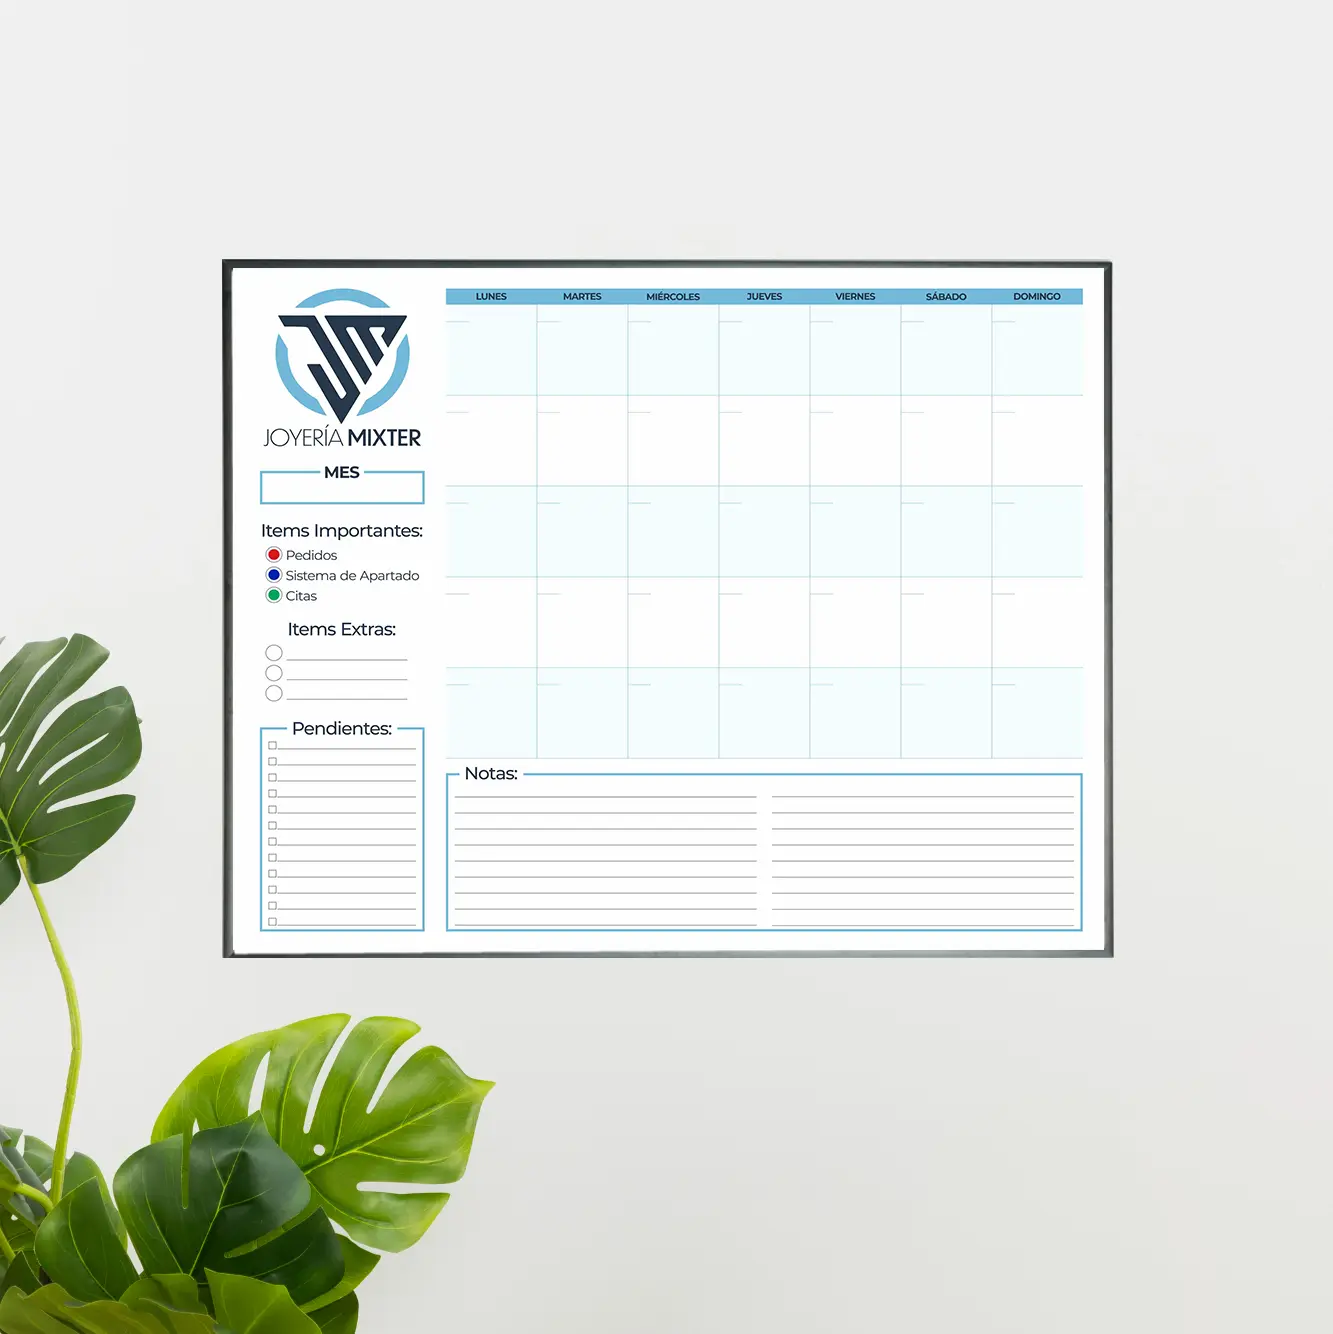 JOYERÍA MIXTER
MES
Items Importantes:
Pedidos
Sistema de Apartado
Citas
Items Extras:
Pendientes:
LUNES MARTES MIÉRCOLES JUEVES VIERNES SÁBADO DOMINGO
Notas: